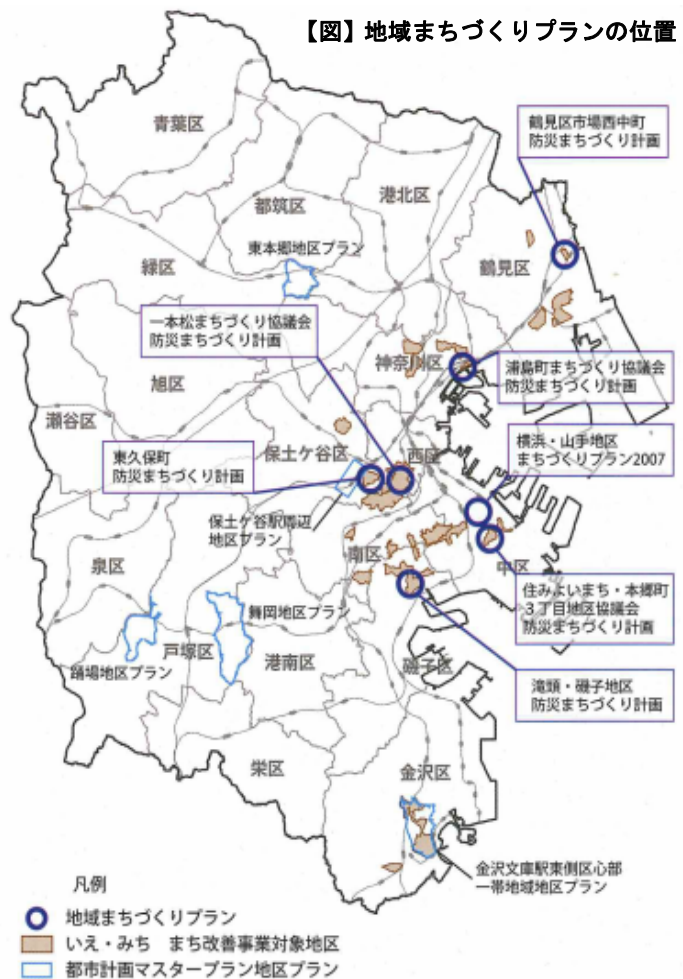 【図】地域まちづくりプランの位置
鶴見区市場西中町
防災まちづくり計画
青葉区
港北区
都筑区
東本郷地区プラン
緑区
鶴見区
一本松まちづくり協議会
防災まちづくり計画
神奈川区
浦島町まちづくり協議会
防災まちづくり計画
旭区
瀬谷区
横浜・山手地区
まちづくりプラン2007
保土ケ谷区
西区
東久保町
防災まちづくり計画
保土ケ谷駅周辺
地区プラン
南区
中区
泉区
住みよいまち・本郷町
３丁目地区協議会
防災まちづくり計画
舞岡地区プラン
戸塚区
港南区
踊場地区プラン
磯子区
滝頭・磯子地区
防災まちづくり計画
栄区
金沢区
金沢文庫駅東側区心部
一帯地域地区プラン
凡例
地域まちづくりプラン
いえ・みち　まち改善事業対象地区
都市計画マスタープラン地区プラン